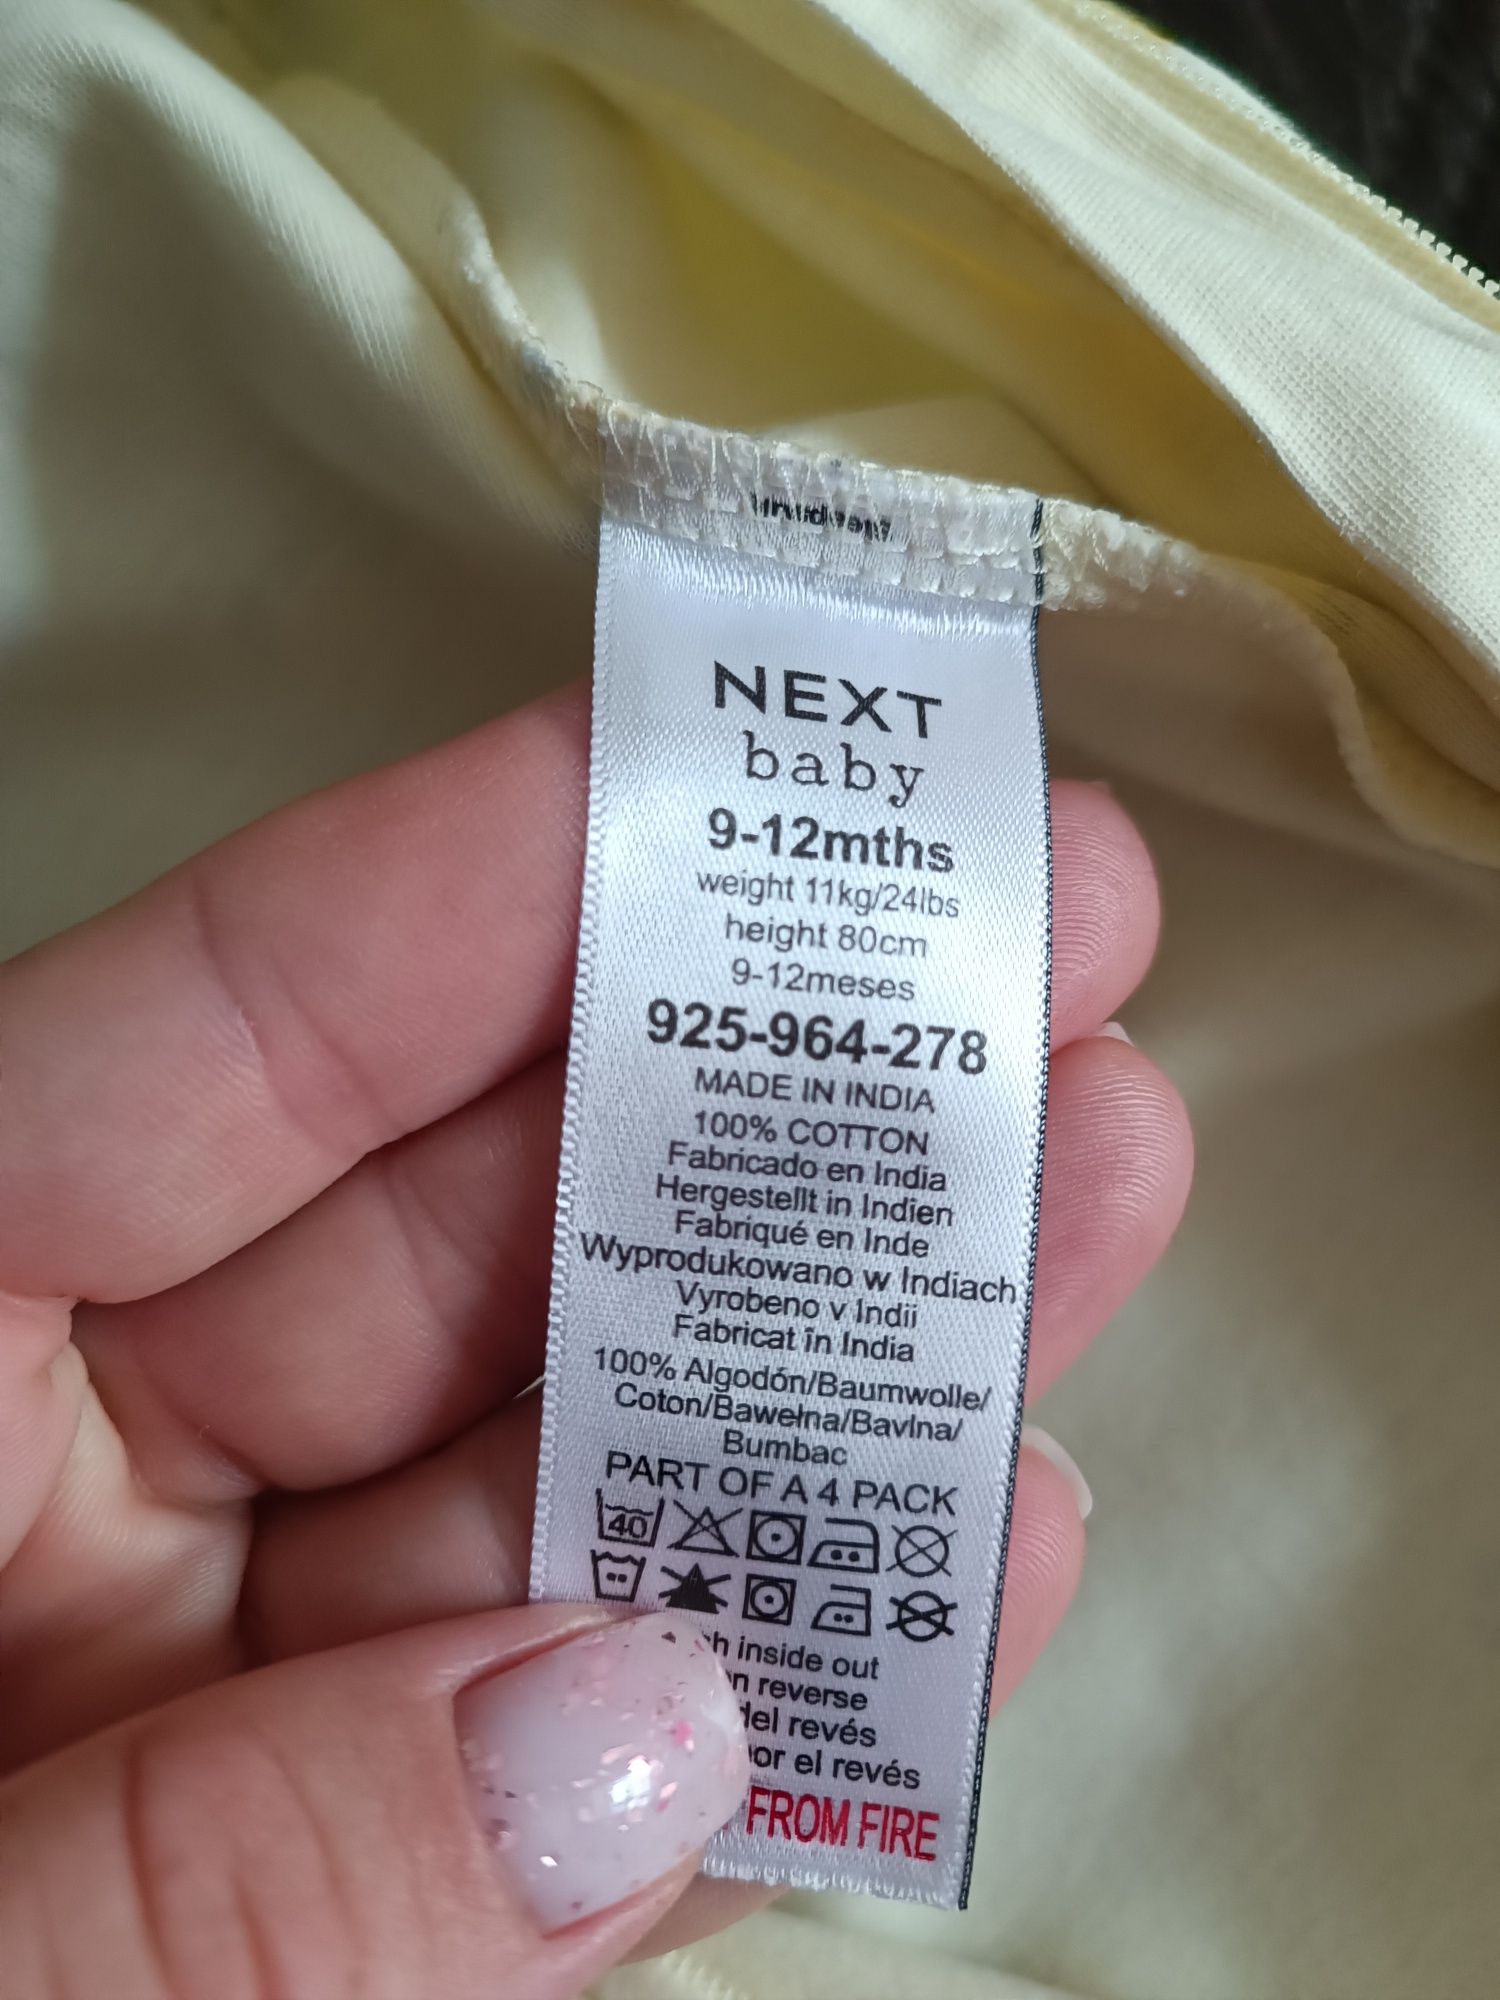 NEXT
baby
9-12mths
weight 11kg/24lbs
height 80cm
9-12meses
925-964-278
MADE IN INDIA
100% COTTON
Fabricado en India
Hergestellt in Indien
Fabriqué en Inde
Wyprodukowano w Indiach
Vyrobeno v Indii
Fabricat în India
100% Algodón/Baumwolle/
Coton/Bawełna/Bavlna/
Bumbac
PART OF A 4 PACK
40
inside out
reverse
revés
el revés
FROM FIRE